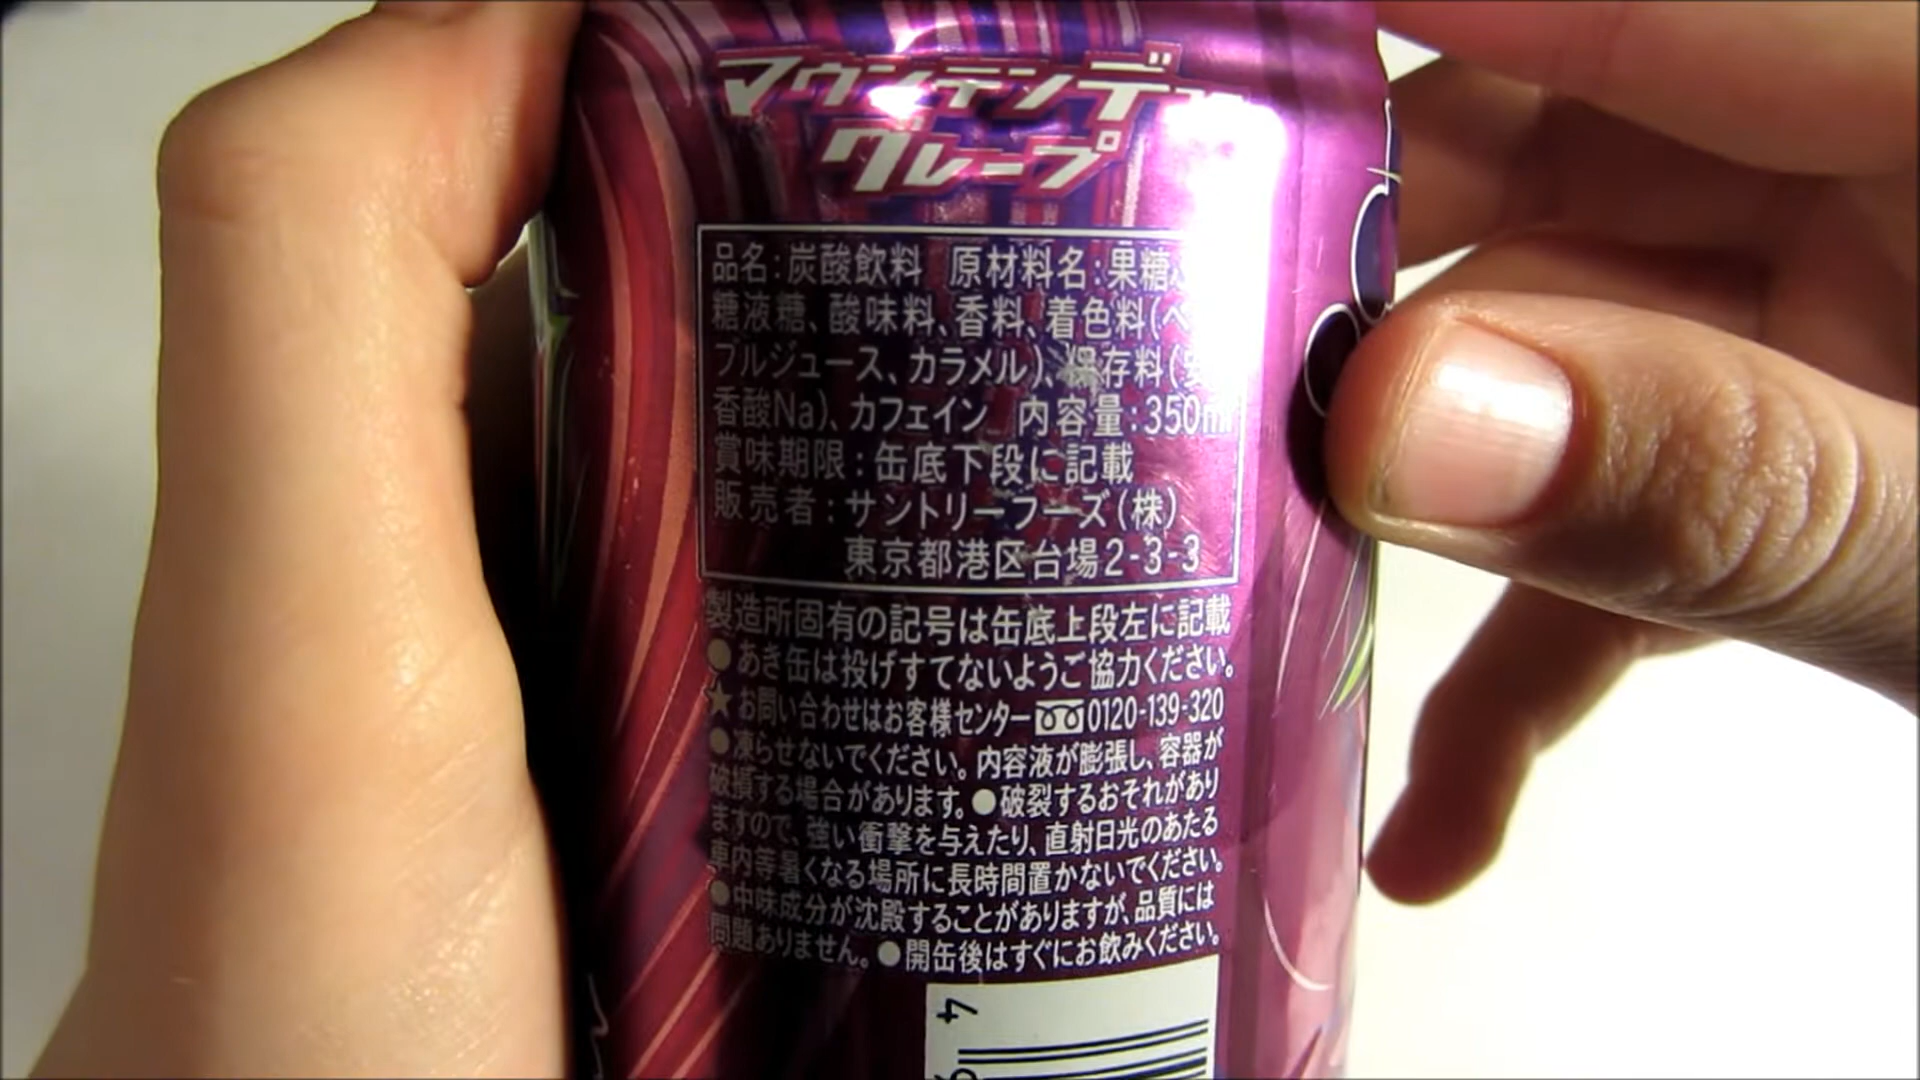 マウンテンデュー
グレープ
品名:炭酸飲料 原材料名:果糖
糖液糖、酸味料、香料、着色料(ベ
プルジュース、カラメル)、保存料(安
香酸Na)、カフェイン 内容量:350ml
賞味期限:缶底下段に記載
販売者:サントリーフーズ(株)
東京都港区台場2-3-3
製造所固有の記号は缶底上段左に記載
●あき缶は投げすてないようご協力ください。
★お問い合わせはお客様センター 0120-139-320
●凍らせないでください。内容液が膨張し、容器が
破損する場合があります。●破裂するおそれがあり
ますので、強い衝撃を与えたり、直射日光のあたる
車内等暑くなる場所に長時間置かないでください。
●中味成分が沈殿することがありますが、品質には
問題ありません。●開缶後はすぐにお飲みください。
4